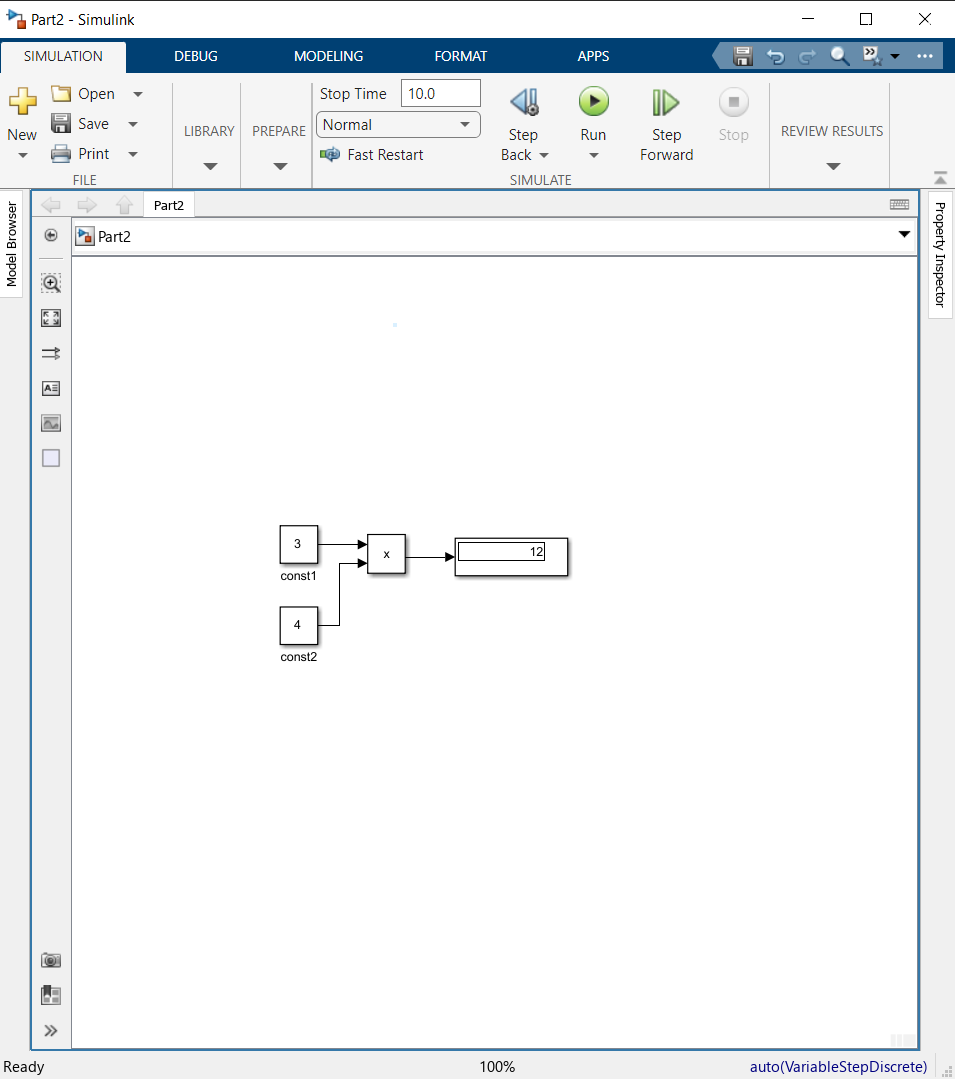 Part2 - Simulink
SIMULATION DEBUG MODELING FORMAT APPS
New
Open
Save
Print
FILE
LIBRARY
PREPARE
Stop Time 10.0
Normal
Fast Restart
Step Back
Run
Step Forward
Stop
SIMULATE
REVIEW RESULTS
Model Browser
Part2
Part2
Property Inspector
3
const1
x
12
4
const2
Ready 100% auto(VariableStepDiscrete)